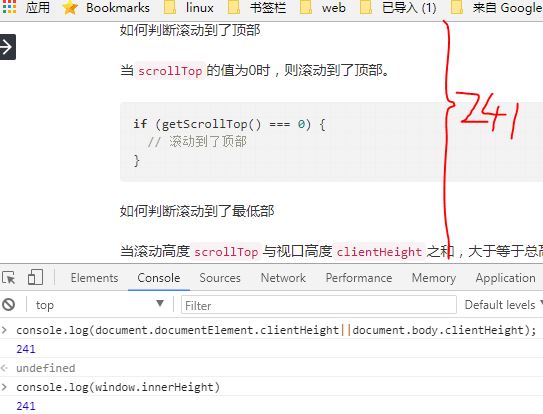 应用 Bookmarks linux 书签栏 web 已导入 (1) 来自 Google
如何判断滚动到了顶部
当 scrollTop 的值为0时，则滚动到了顶部。
241
if (getScrollTop() === 0) {
// 滚动到了顶部
}
如何判断滚动到了最低部
当滚动高度 scrollTop 与视口高度 clientHeight 之和，大于等于总高
Elements Console Sources Network Performance Memory Application
top Filter Default levels
console.log(document.documentElement.clientHeight||document.body.clientHeight);
241
undefined
console.log(window.innerHeight)
241